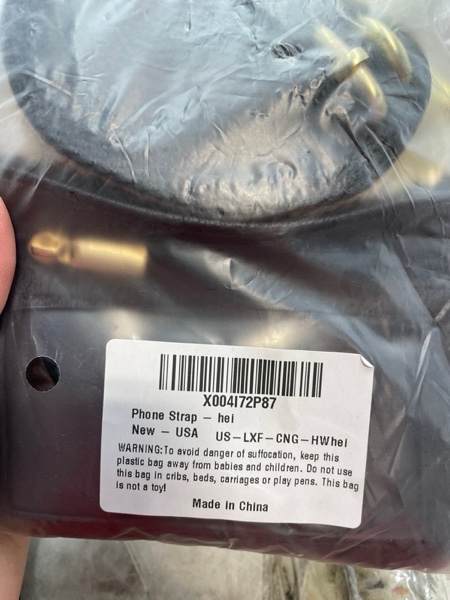 X004I72P87
Phone Strap - hei
New - USA US-LXF-CNG-HWhei
WARNING:To avoid danger of suffocation, keep this
plastic bag away from babies and children. Do not use
this bag in cribs, beds, carriages or play pens. This bag
is not a toy!
Made in China